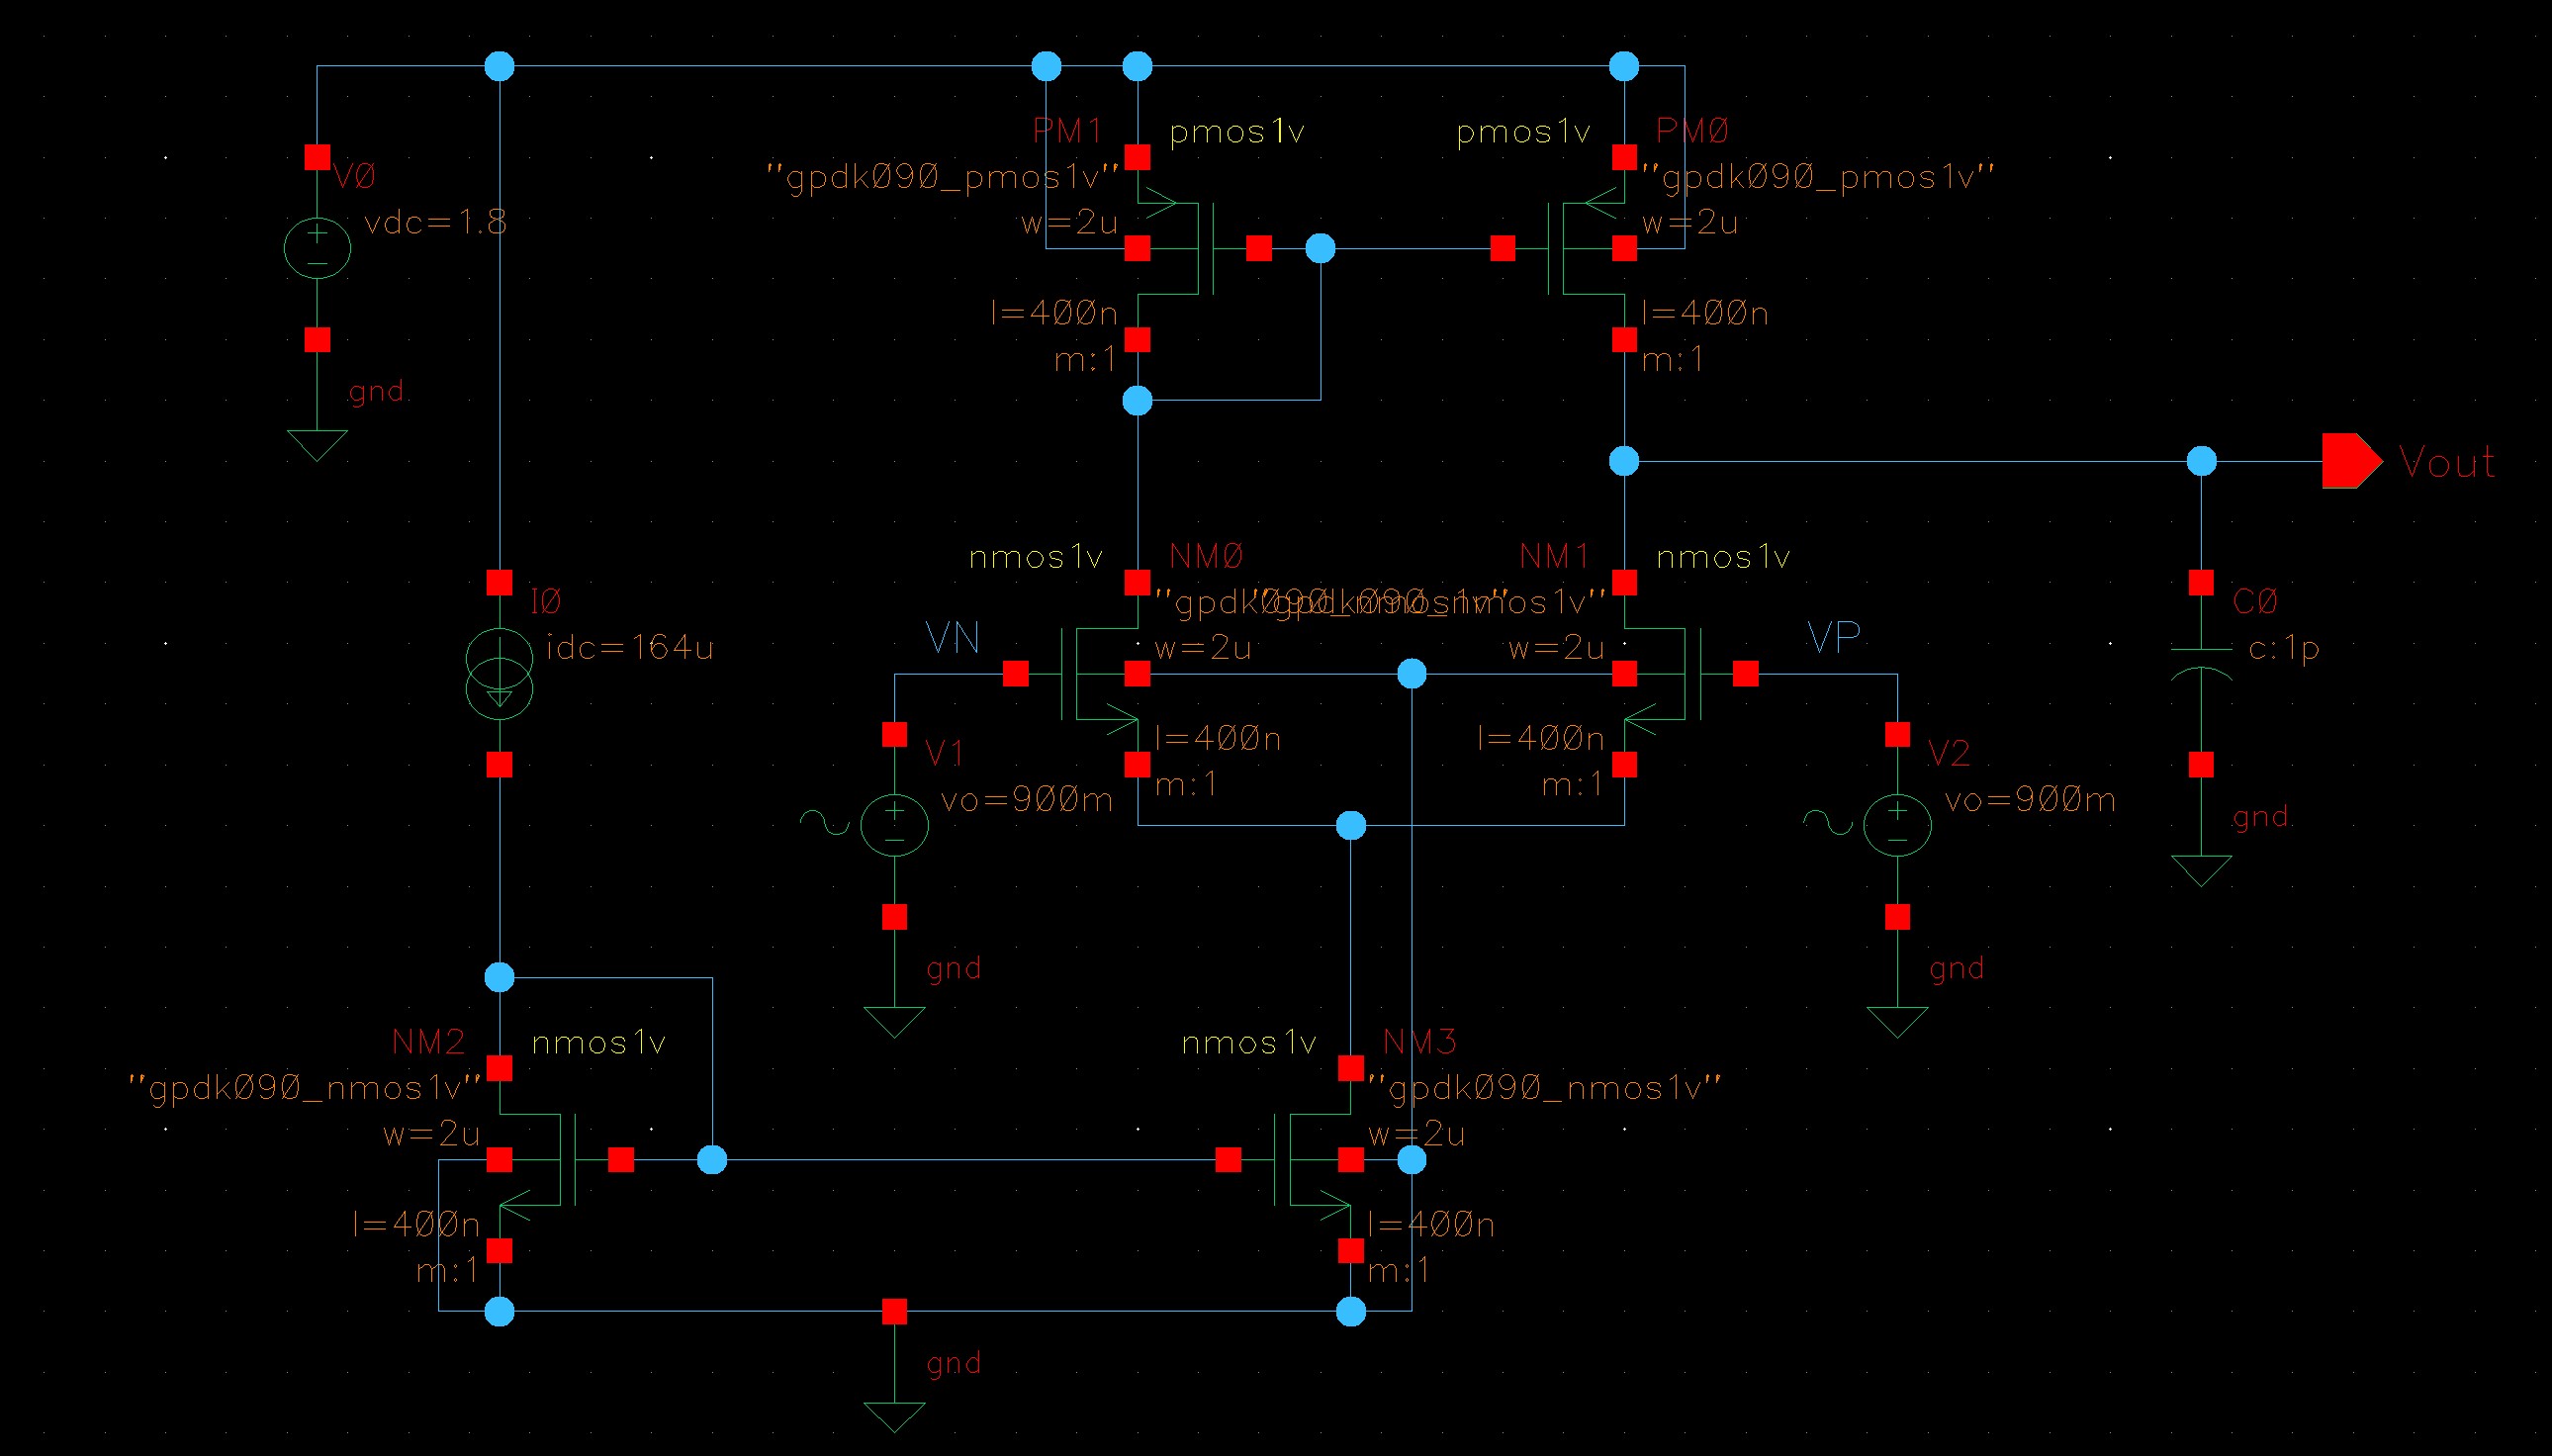 PM1
pmos1v
pmos1v
PM0
V0
"gpdk090_pmos1v"
"gpdk090_pmos1v"
vdc=1.8
w=2u
w=2u
l=400n
l=400n
m:1
m:1
gnd
Vout
nmos1v
NM0
NM1
nmos1v
I0
"gpdk090_nmos1v"
"gpdk090_nmos1v"
C0
VN
idc=164u
w=2u
w=2u
VP
c:1p
V1
l=400n
l=400n
V2
m:1
m:1
vo=900m
vo=900m
gnd
gnd
gnd
NM2
nmos1v
nmos1v
NM3
"gpdk090_nmos1v"
"gpdk090_nmos1v"
w=2u
w=2u
l=400n
l=400n
m:1
m:1
gnd